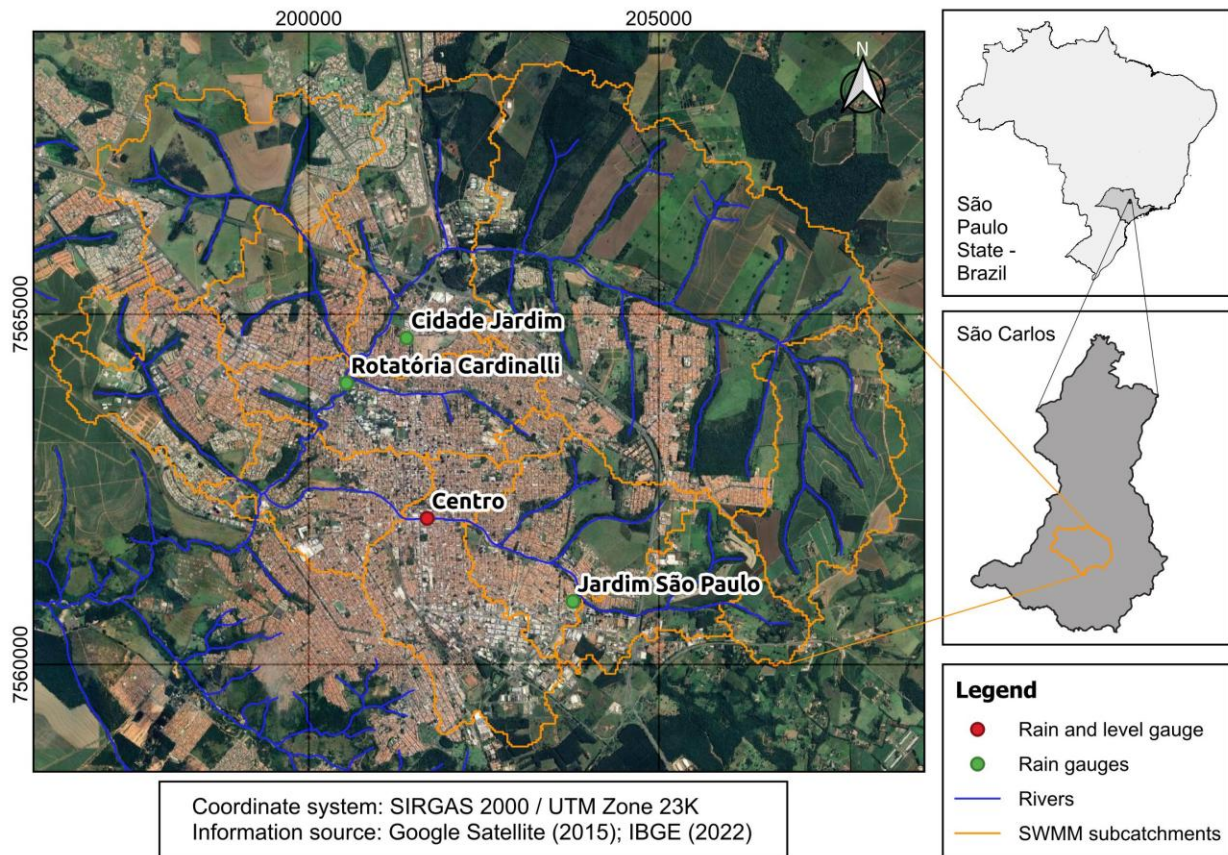 200000
205000
N
7565000
7560000
Cidade Jardim
Rotatória Cardinalli
Centro
Jardim São Paulo
São
Paulo
State -
Brazil
São Carlos
Legend
Rain and level gauge
Rain gauges
Rivers
SWMM subcatchments
Coordinate system: SIRGAS 2000 / UTM Zone 23K
Information source: Google Satellite (2015); IBGE (2022)